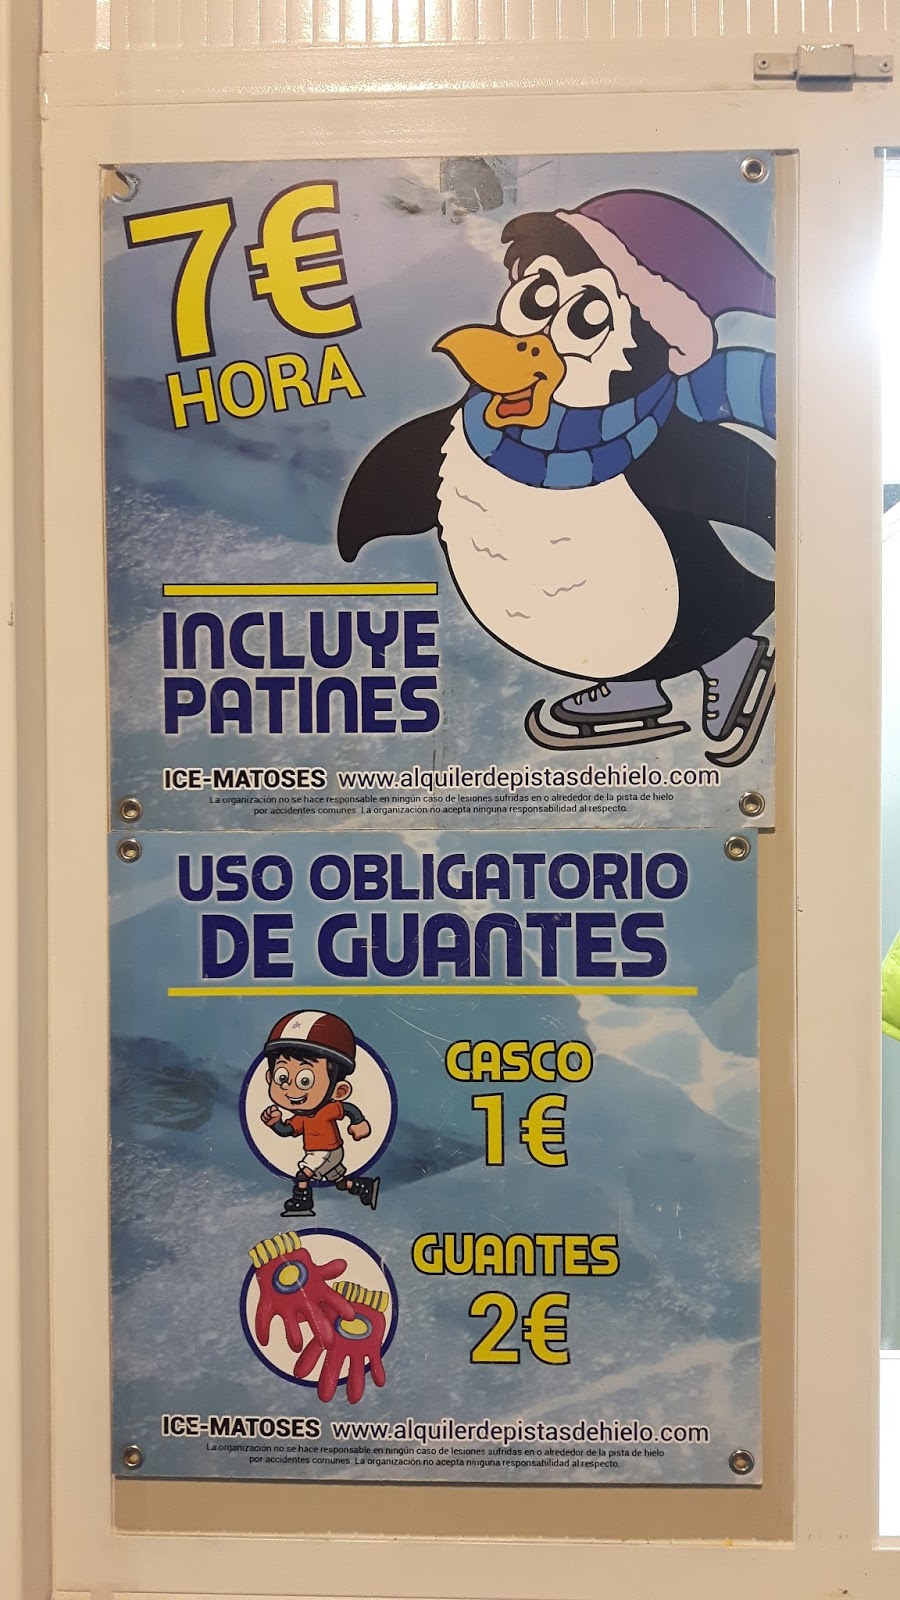 7€
HORA
INCLUYE
PATINES
ICE-MATOSES www.alquilerdepistasdehielo.com
La organización no se hace responsable en ningún caso de lesiones sufridas en o alrededor de la pista de hielo
por accidentes comunes. La organización no acepta ninguna responsabilidad al respecto.
USO OBLIGATORIO
DE GUANTES
CASCO
1€
GUANTES
2€
ICE-MATOSES www.alquilerdepistasdehielo.com
La organización no se hace responsable en ningún caso de lesiones sufridas en o alrededor de la pista de hielo
por accidentes comunes. La organización no acepta ninguna responsabilidad al respecto.